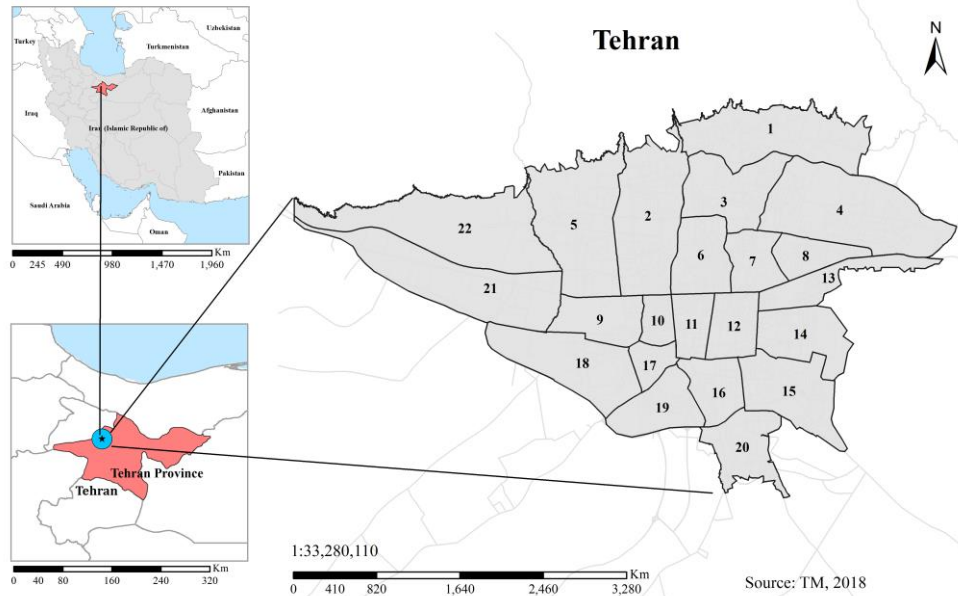 Turkey
Uzbekistan
Turkmenistan
Iraq
Afghanistan
Iran (Islamic Republic of)
Pakistan
Saudi Arabia
Oman
Km
0 245 490 980 1,470 1,960
Tehran Province
Tehran
Km
0 40 80 160 240 320
Tehran
N
1
2
3
4
5
6
7
8
9
10
11
12
13
14
15
16
17
18
19
20
21
22
1:33,280,110
Km
0 410 820 1,640 2,460 3,280
Source: TM, 2018